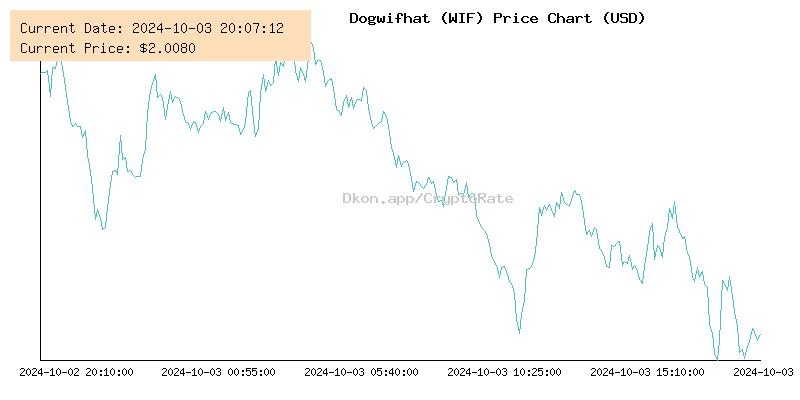 Dogwifhat (WIF) Price Chart (USD)
Current Date: 2024-10-03 20:07:12
Current Price: $2.0080
Dkon.app/CryptoRate
2024-10-02 20:10:00 2024-10-03 00:55:00 2024-10-03 05:40:00 2024-10-03 10:25:00 2024-10-03 15:10:00 2024-10-03